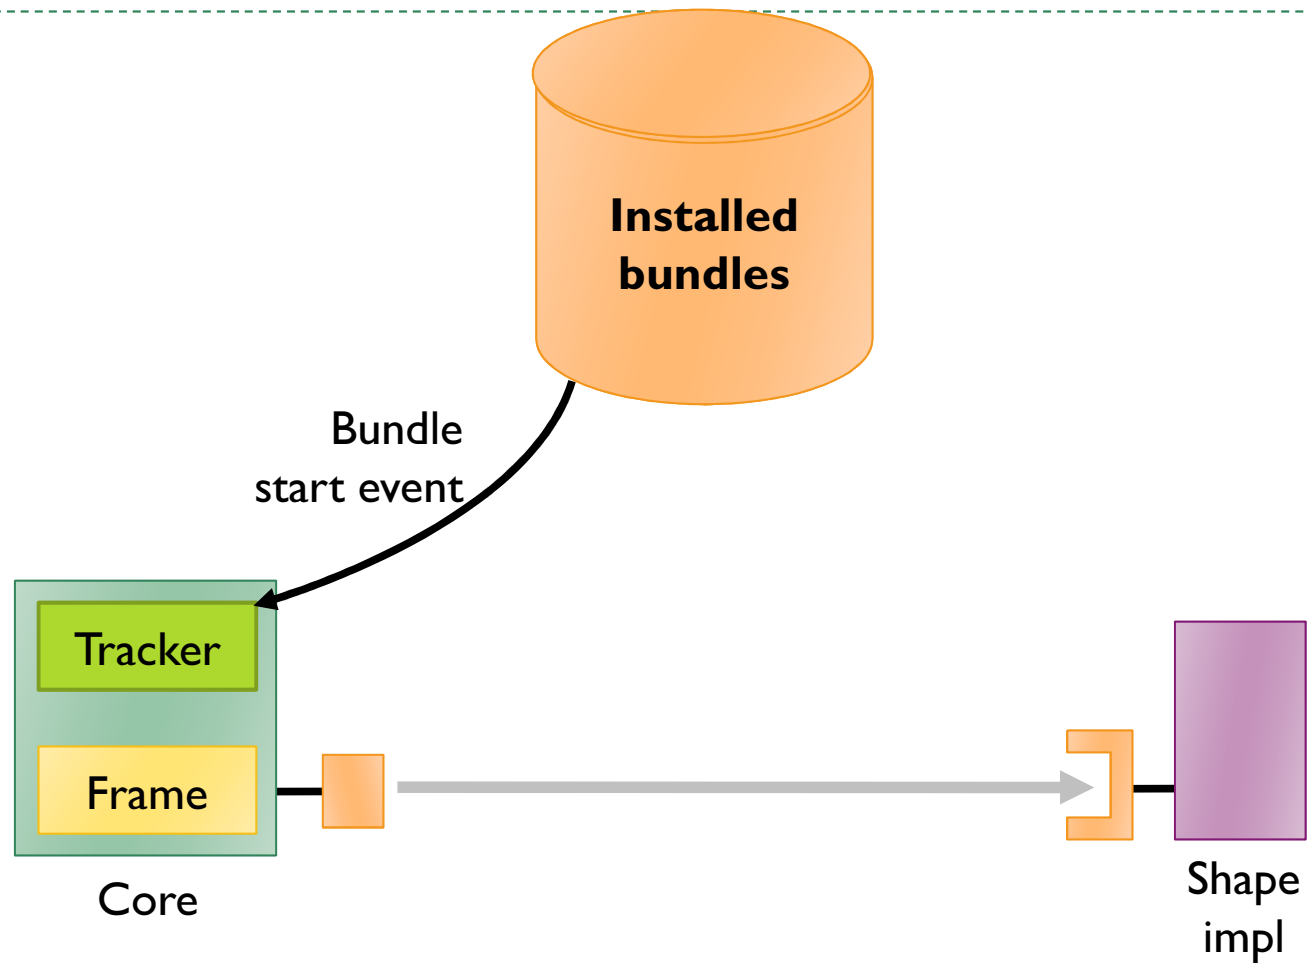 Installed
bundles
Bundle
start event
Tracker
Frame
Core
Shape
impl